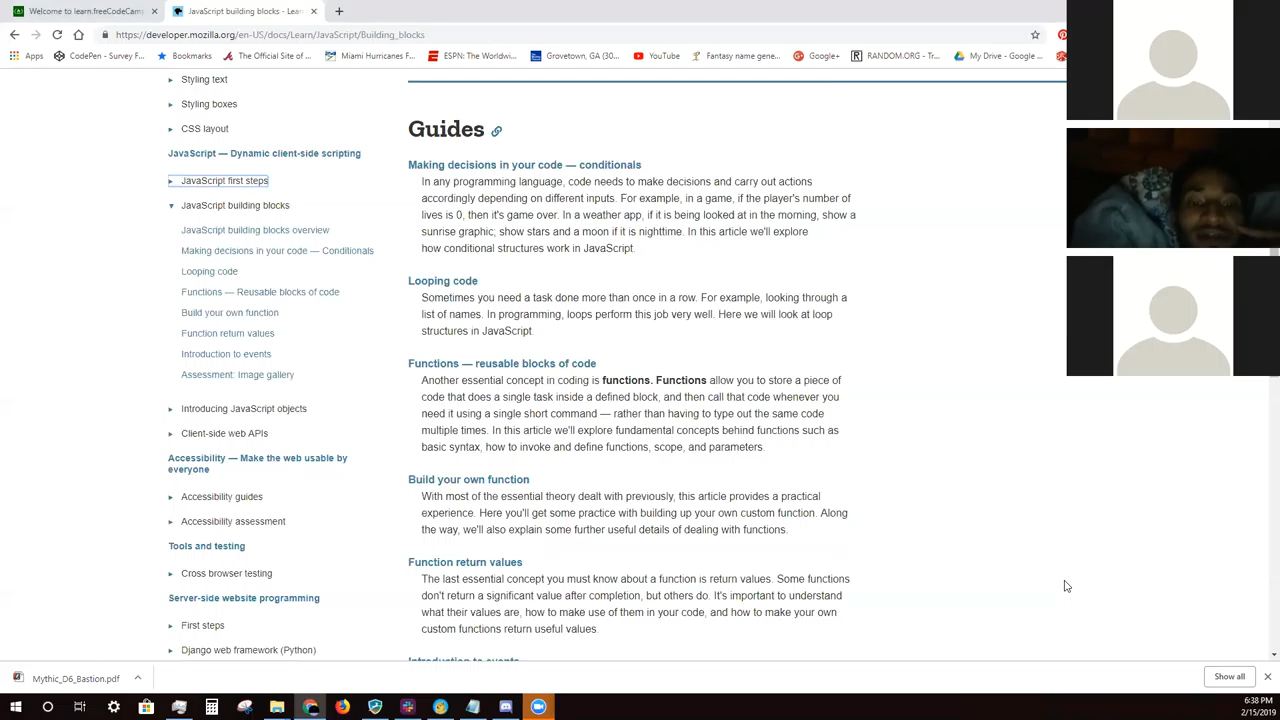 Welcome to learn.freeCodeCam
JavaScript building blocks - Lear
https://developer.mozilla.org/en-US/docs/Learn/JavaScript/Building_blocks
Apps
CodePen - Survey F...
Bookmarks
The Official Site of ...
Miami Hurricanes F...
ESPN: The Worldwi...
Grovetown, GA (30...
YouTube
Fantasy name gene...
Google+
RANDOM.ORG - Tr...
My Drive - Google ...
Styling text
Styling boxes
CSS layout
JavaScript — Dynamic client-side scripting
JavaScript first steps
JavaScript building blocks
JavaScript building blocks overview
Making decisions in your code — Conditionals
Looping code
Functions — Reusable blocks of code
Build your own function
Function return values
Introduction to events
Assessment: Image gallery
Introducing JavaScript objects
Client-side web APIs
Accessibility — Make the web usable by
everyone
Accessibility guides
Accessibility assessment
Tools and testing
Cross browser testing
Server-side website programming
First steps
Django web framework (Python)
Guides
Making decisions in your code — conditionals
In any programming language, code needs to make decisions and carry out actions
accordingly depending on different inputs. For example, in a game, if the player's number of
lives is 0, then it's game over. In a weather app, if it is being looked at in the morning, show a
sunrise graphic; show stars and a moon if it is nighttime. In this article we'll explore
how conditional structures work in JavaScript.
Looping code
Sometimes you need a task done more than once in a row. For example, looking through a
list of names. In programming, loops perform this job very well. Here we will look at loop
structures in JavaScript.
Functions — reusable blocks of code
Another essential concept in coding is functions. Functions allow you to store a piece of
code that does a single task inside a defined block, and then call that code whenever you
need it using a single short command — rather than having to type out the same code
multiple times. In this article we'll explore fundamental concepts behind functions such as
basic syntax, how to invoke and define functions, scope, and parameters.
Build your own function
With most of the essential theory dealt with previously, this article provides a practical
experience. Here you'll get some practice with building up your own custom function. Along
the way, we'll also explain some further useful details of dealing with functions.
Function return values
The last essential concept you must know about a function is return values. Some functions
don't return a significant value after completion, but others do. It's important to understand
what their values are, how to make use of them in your code, and how to make your own
custom functions return useful values.
Introduction to events
Mythic_D6_Bastion.pdf
Show all
6:38 PM
2/15/2019